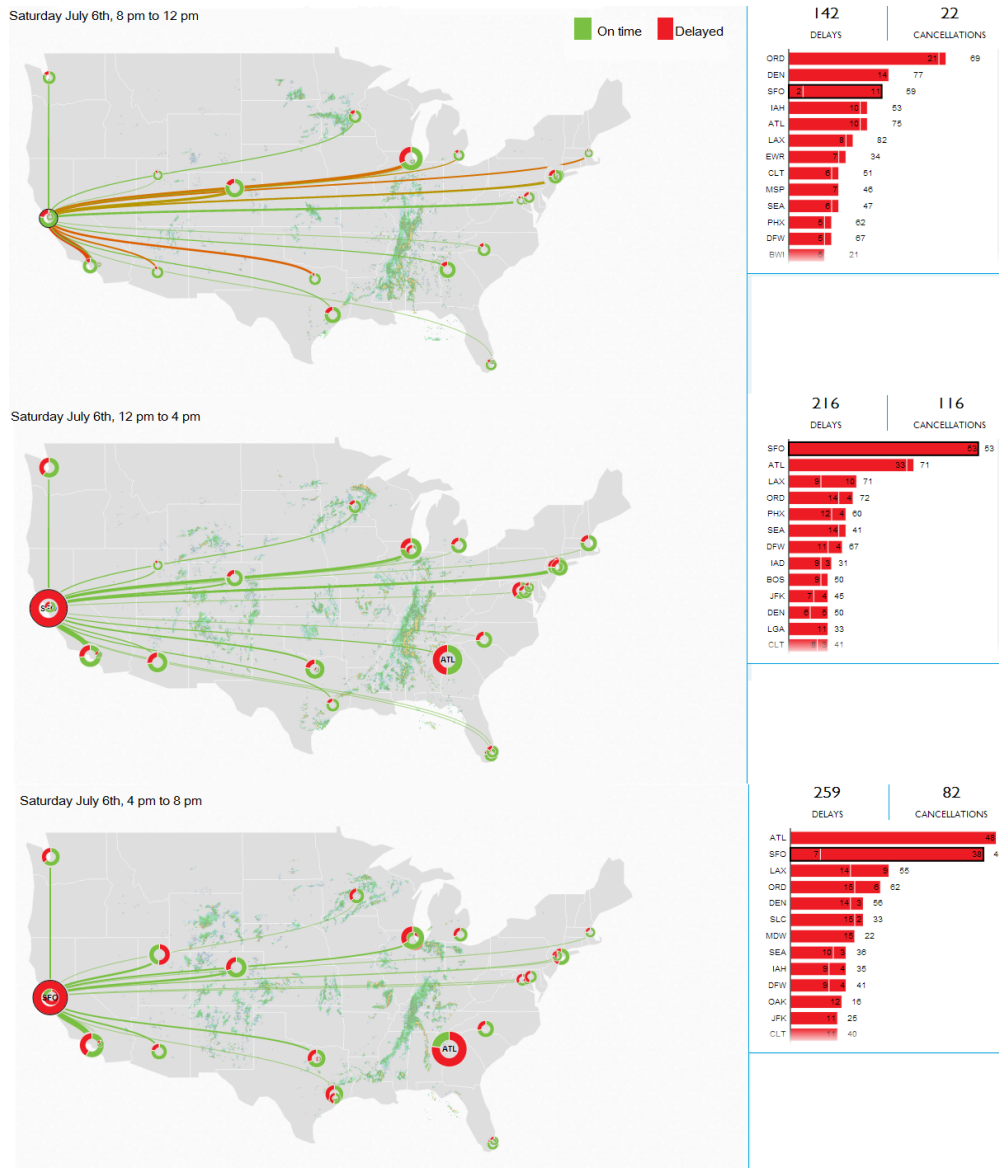 Saturday July 6th, 8 pm to 12 pm
On time Delayed
142 22
DELAYS CANCELLATIONS
ORD 21 69
DEN 14 77
SFO 2 11 69
IAH 10 53
ATL 10 75
LAX 8 82
EWR 7 34
CLT 6 51
MSP 7 46
SEA 6 47
PHX 5 62
DFW 5 67
BWI 21
Saturday July 6th, 12 pm to 4 pm
216 116
DELAYS CANCELLATIONS
SFO 53 53
ATL 33 71
LAX 9 10 71
ORD 14 4 72
PHX 12 4 60
SEA 14 41
DFW 11 4 67
IAD 9 3 31
BOS 9 50
JFK 7 4 45
DEN 6 5 50
LGA 11 33
CLT 41
SFO
ATL
Saturday July 6th, 4 pm to 8 pm
259 82
DELAYS CANCELLATIONS
ATL 48
SFO 7 38 4
LAX 14 9 55
ORD 15 6 62
DEN 14 3 56
SLC 15 2 33
MDW 15 22
SEA 10 3 36
IAH 9 4 35
DFW 9 4 41
OAK 12 16
JFK 11 25
CLT 11 40
SFO
ATL